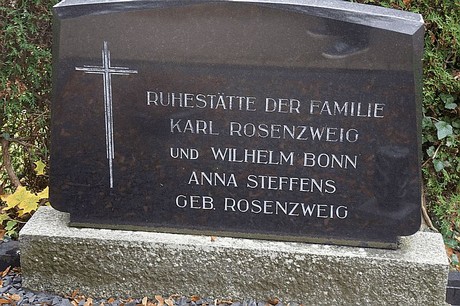 RUHESTÄTTE DER FAMILIE
KARL ROSENZWEIG
UND WILHELM BONN
ANNA STEFFENS
GEB. ROSENZWEIG